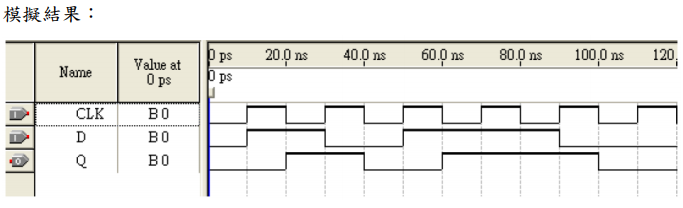 模擬結果：
Name
Value at
0 ps
0 ps
20.0 ns
40.0 ns
60.0 ns
80.0 ns
100.0 ns
120.
0 ps
CLK
B 0
D
B 0
Q
B 0